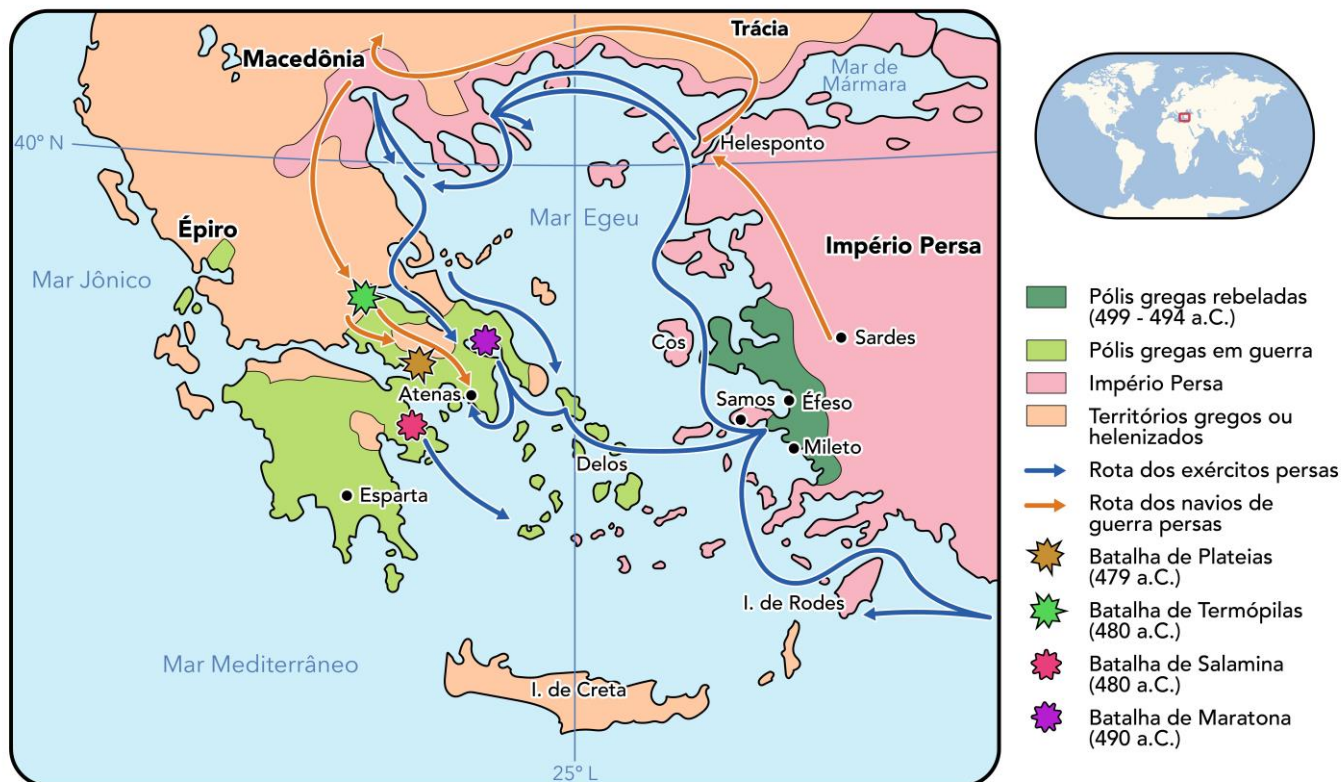 Trácia
Macedônia
Mar de
Mármara
40º N
Helesponto
Mar Egeu
Épiro
Império Persa
Mar Jônico
Sardes
Cós
Atenas
Samos
Éfeso
Mileto
Delos
Esparta
I. de Rodes
Mar Mediterrâneo
I. de Creta
25º L
Pólis gregas rebeladas
(499 - 494 a.C.)
Pólis gregas em guerra
Império Persa
Territórios gregos ou
helenizados
Rota dos exércitos persas
Rota dos navios de
guerra persas
Batalha de Plateias
(479 a.C.)
Batalha de Termópilas
(480 a.C.)
Batalha de Salamina
(480 a.C.)
Batalha de Maratona
(490 a.C.)